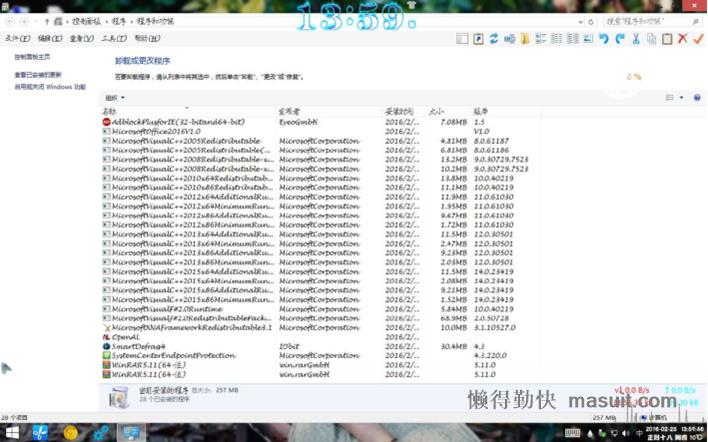 13:59.
控制面板 › 程序 › 程序和功能
搜索"程序和功能"
文件(F) 编辑(E) 查看(V) 工具(T) 帮助(H)
控制面板主页
查看已安装的更新
启用或关闭 Windows 功能
卸载或更改程序
若要卸载程序,请从列表中将其选中,然后单击"卸载"、"更改"或"修复"。
0 %
组织
名称 发布者 安装时间 大小 版本
AdblockPlusforIE(32-bitand64-bit) EyeoGmbH 2016/2/... 7.08MB 1.5
MicrosoftOffice2016V1.0 2016/2/... V1.0
MicrosoftVisualC++2005Redistributable MicrosoftCorporation 2016/2/... 4.81MB 8.0.61187
MicrosoftVisualC++2005Redistributable(... MicrosoftCorporation 2016/2/... 6.81MB 8.0.61186
MicrosoftVisualC++2008Redistributable-x... MicrosoftCorporation 2016/2/... 13.2MB 9.0.30729.7523
MicrosoftVisualC++2008Redistributable-x... MicrosoftCorporation 2016/2/... 10.2MB 9.0.30729.7523
MicrosoftVisualC++2010x64Redistributab... MicrosoftCorporation 2016/2/... 13.8MB 10.0.40219
MicrosoftVisualC++2010x86Redistributab... MicrosoftCorporation 2016/2/... 11.1MB 10.0.40219
MicrosoftVisualC++2012x64AdditionalRu... MicrosoftCorporation 2016/2/... 11.9MB 11.0.61030
MicrosoftVisualC++2012x64MinimumRun... MicrosoftCorporation 2016/2/... 1.95MB 11.0.61030
MicrosoftVisualC++2012x86AdditionalRu... MicrosoftCorporation 2016/2/... 9.67MB 11.0.61030
MicrosoftVisualC++2012x86MinimumRun... MicrosoftCorporation 2016/2/... 1.72MB 11.0.61030
MicrosoftVisualC++2013x64AdditionalRu... MicrosoftCorporation 2016/2/... 11.5MB 12.0.30501
MicrosoftVisualC++2013x64MinimumRun... MicrosoftCorporation 2016/2/... 2.47MB 12.0.30501
MicrosoftVisualC++2013x86AdditionalRu... MicrosoftCorporation 2016/2/... 9.23MB 12.0.30501
MicrosoftVisualC++2013x86MinimumRun... MicrosoftCorporation 2016/2/... 2.03MB 12.0.30501
MicrosoftVisualC++2015x64AdditionalRu... MicrosoftCorporation 2016/2/... 11.5MB 14.0.23419
MicrosoftVisualC++2015x64MinimumRun... MicrosoftCorporation 2016/2/... 2.08MB 14.0.23419
MicrosoftVisualC++2015x86AdditionalRu... MicrosoftCorporation 2016/2/... 9.21MB 14.0.23419
MicrosoftVisualC++2015x86MinimumRun... MicrosoftCorporation 2016/2/... 1.52MB 14.0.23419
MicrosoftVisualF#2.0Runtime MicrosoftCorporation 2016/2/... 5.84MB 10.0.40219
MicrosoftVisualJ#2.0RedistributablePack... MicrosoftCorporation 2016/2/... 68.9MB 2.0.50728
MicrosoftXNAFrameworkRedistributable3.1 MicrosoftCorporation 2016/2/... 10.0MB 3.1.10527.0
OpenAL 2016/2/...
SmartDefrag4 IObit 2016/2/... 30.4MB 4.3
SystemCenterEndpointProtection MicrosoftCorporation 2016/2/... 4.3.220.0
WinRAR5.11(64-位) win.rarGmbH 2016/2/... 5.11.0
WinRAR5.11(64-位) win.rarGmbH 2016/2/... 5.11.0
当前安装的程序 总大小: 257 MB
28 个已安装的程序
0.0 B/s
0.0 B/s
懒得勤快 masuit.com
28 个项目
257 MB
计算机
中
2016-02-25 13:59:46
正月十八 周四 10℃